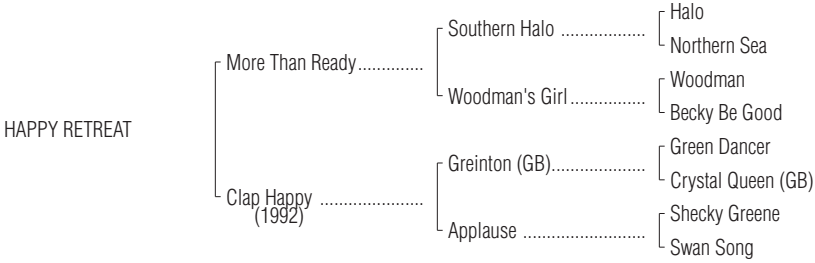 Halo
Southern Halo ...................
Northern Sea
More Than Ready..............
Woodman
Woodman's Girl................
Becky Be Good
HAPPY RETREAT
Green Dancer
Greinton (GB).....................
Crystal Queen (GB)
Clap Happy ......................
(1992)
Shecky Greene
Applause ...........................
Swan Song